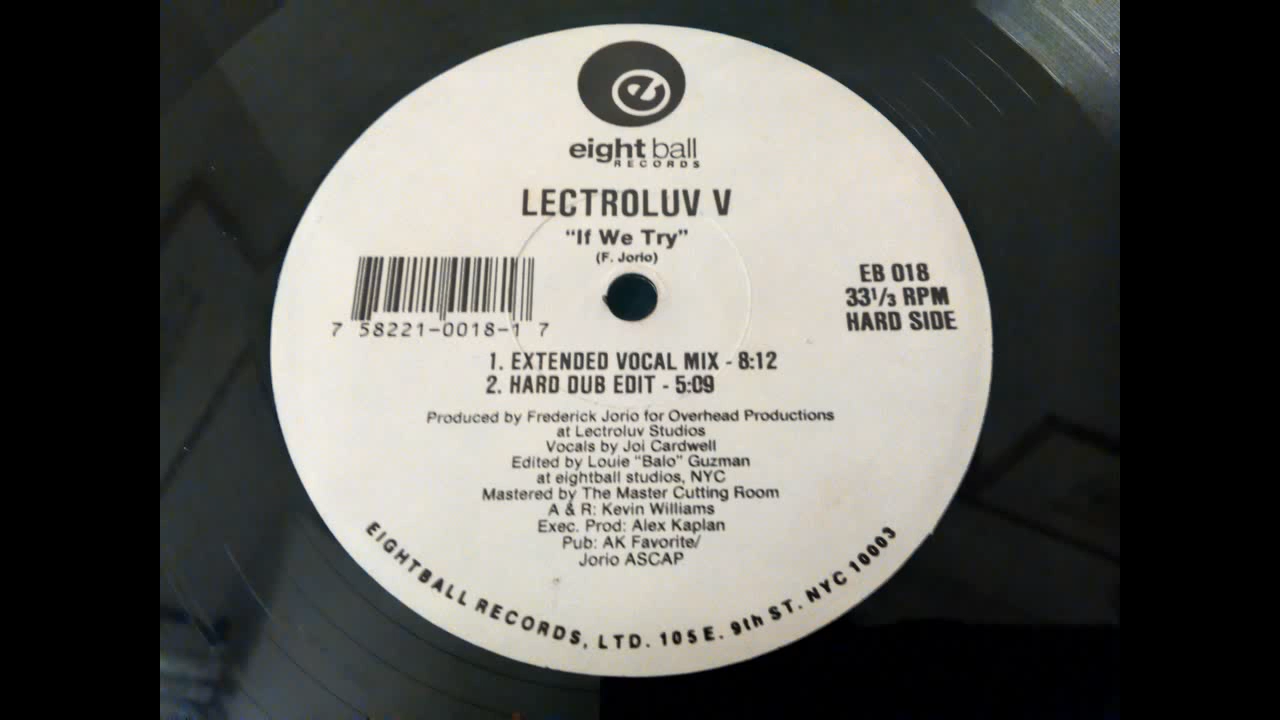 e
eight ball
RECORDS
LECTROLUV V
"If We Try"
(F. Jorio)
EB 018
33 1/3 RPM
HARD SIDE
7 58221-0018-1 7
1. EXTENDED VOCAL MIX - 8:12
2. HARD DUB EDIT - 5:09
Produced by Frederick Jorio for Overhead Productions
at Lectroluv Studios
Vocals by Joi Cardwell
Edited by Louie "Balo" Guzman
at eightball studios, NYC
Mastered by The Master Cutting Room
A & R: Kevin Williams
Exec. Prod: Alex Kaplan
Pub: AK Favorite/
Jorio ASCAP
EIGHTBALL RECORDS, LTD. 105 E. 9th ST. NYC 10003